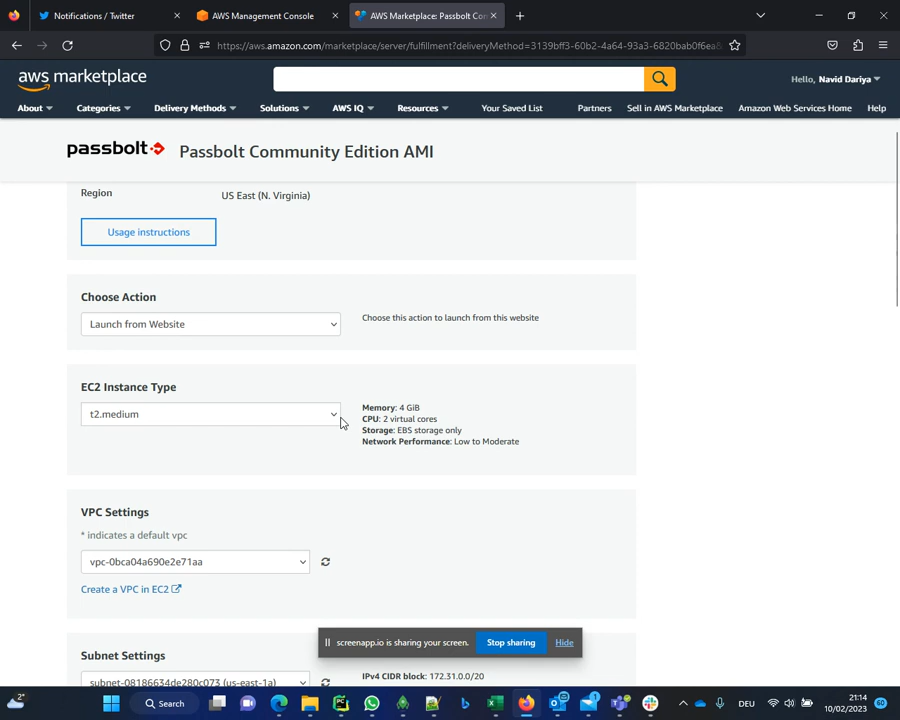 Notifications / Twitter
AWS Management Console
AWS Marketplace: Passbolt Con
https://aws.amazon.com/marketplace/server/fulfillment?deliveryMethod=3139bff3-60b2-4a64-93a3-6820bab0f6ea8
aws marketplace
Hello, Navid Dariya
About Categories Delivery Methods Solutions AWS IQ Resources Your Saved List Partners Sell in AWS Marketplace Amazon Web Services Home Help
passbolt Passbolt Community Edition AMI
Region US East (N. Virginia)
Usage instructions
Choose Action
Launch from Website
Choose this action to launch from this website
EC2 Instance Type
t2.medium
Memory: 4 GiB
CPU: 2 virtual cores
Storage: EBS storage only
Network Performance: Low to Moderate
VPC Settings
* indicates a default vpc
vpc-0bca04a690e2e71aa
Create a VPC in EC2
screenapp.io is sharing your screen. Stop sharing Hide
Subnet Settings
subnet-08186634de280c073 (us-east-1a)
IPv4 CIDR block: 172.31.0.0/20
2°
Search
DEU
21:14
10/02/2023
60